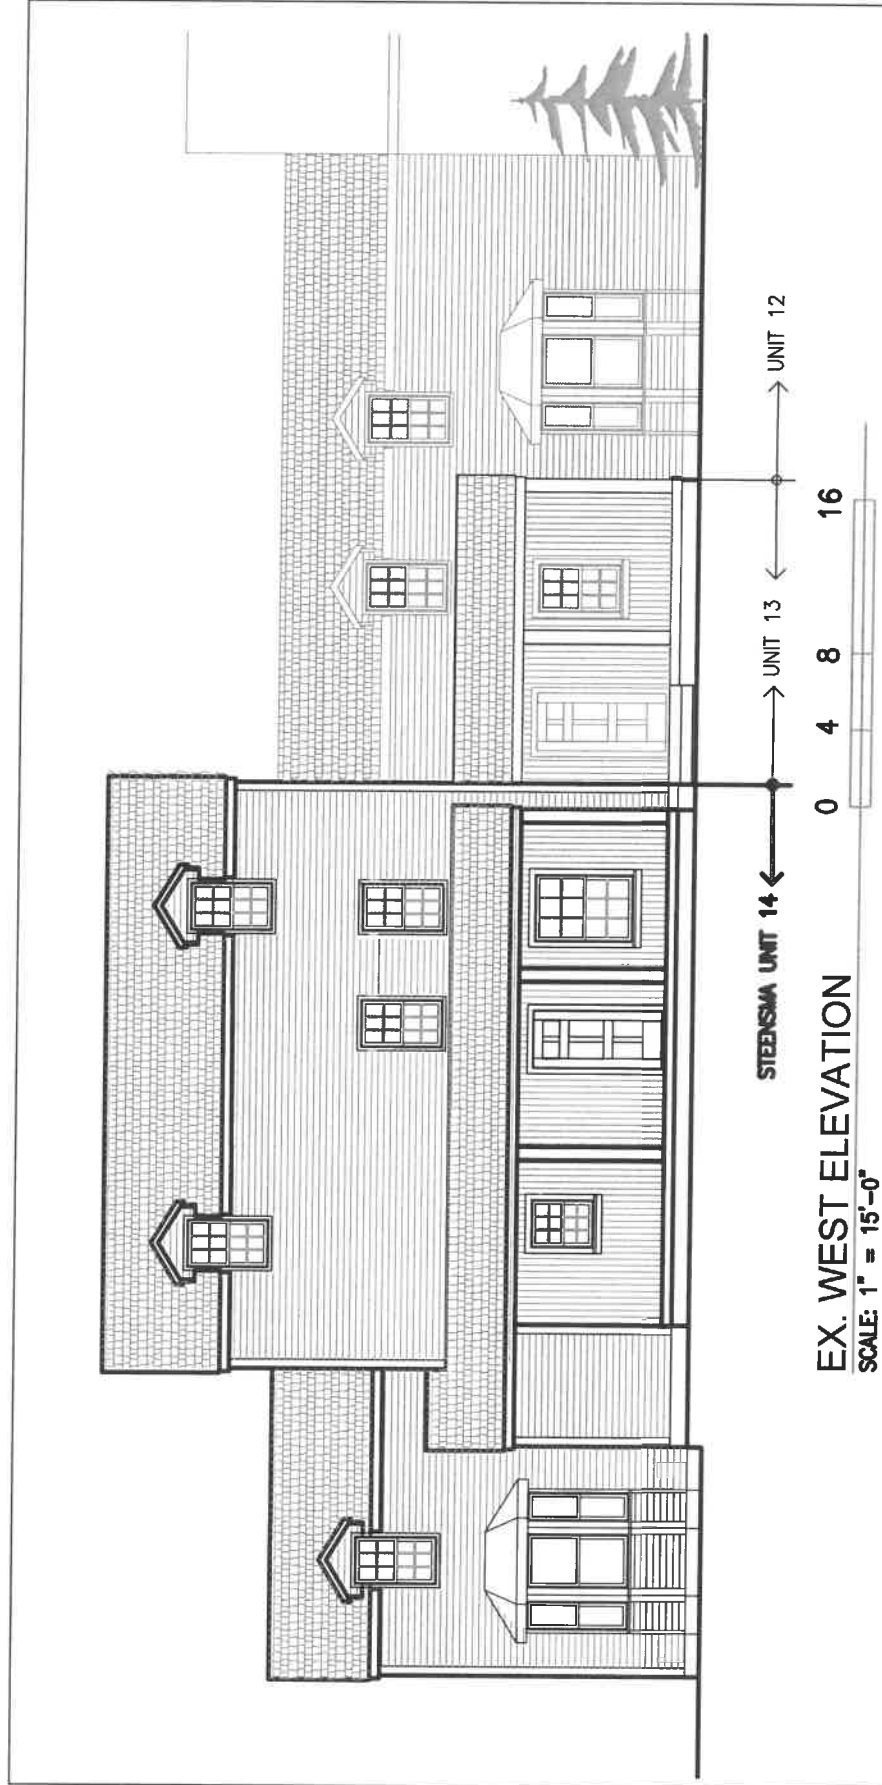 STEENSMA UNIT 14
UNIT 13
UNIT 12
EX. WEST ELEVATION
SCALE: 1" = 15'-0"
0 4 8 16